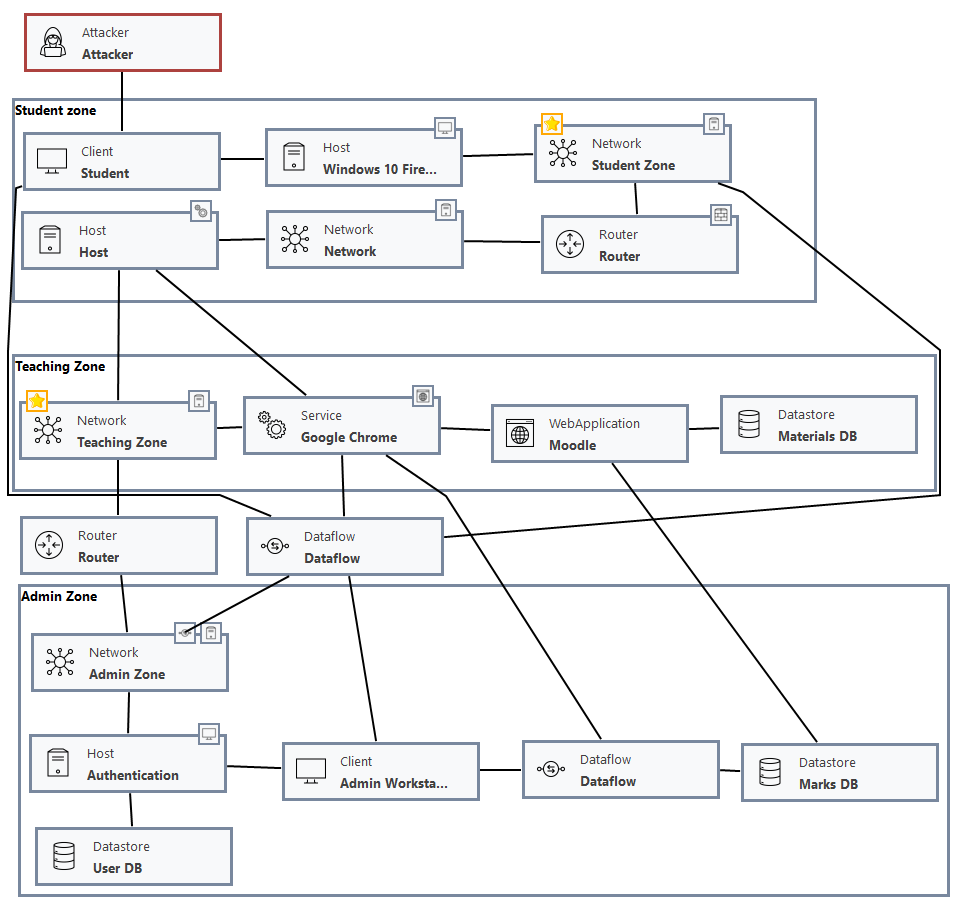 Attacker
Attacker
Student zone
Client
Student
Host
Windows 10 Fire...
Network
Student Zone
Host
Host
Network
Network
Router
Router
Teaching Zone
Network
Teaching Zone
Service
Google Chrome
WebApplication
Moodle
Datastore
Materials DB
Router
Router
Dataflow
Dataflow
Admin Zone
Network
Admin Zone
Host
Authentication
Client
Admin Worksta...
Dataflow
Dataflow
Datastore
Marks DB
Datastore
User DB